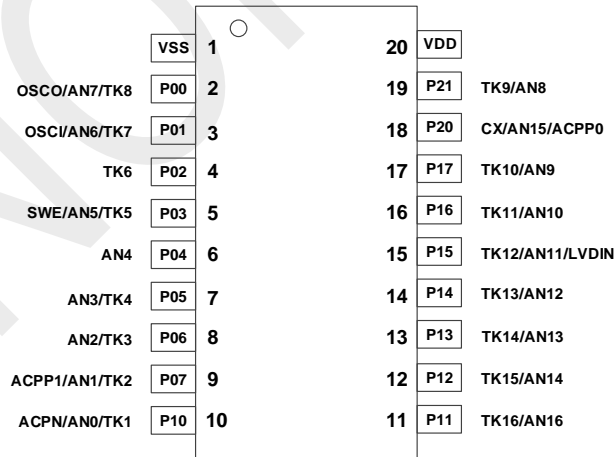 VSS 1 20 VDD
OSCO/AN7/TK8 P00 2 19 P21 TK9/AN8
OSCI/AN6/TK7 P01 3 18 P20 CX/AN15/ACPP0
TK6 P02 4 17 P17 TK10/AN9
SWE/AN5/TK5 P03 5 16 P16 TK11/AN10
AN4 P04 6 15 P15 TK12/AN11/LVDIN
AN3/TK4 P05 7 14 P14 TK13/AN12
AN2/TK3 P06 8 13 P13 TK14/AN13
ACPP1/AN1/TK2 P07 9 12 P12 TK15/AN14
ACPN/AN0/TK1 P10 10 11 P11 TK16/AN16